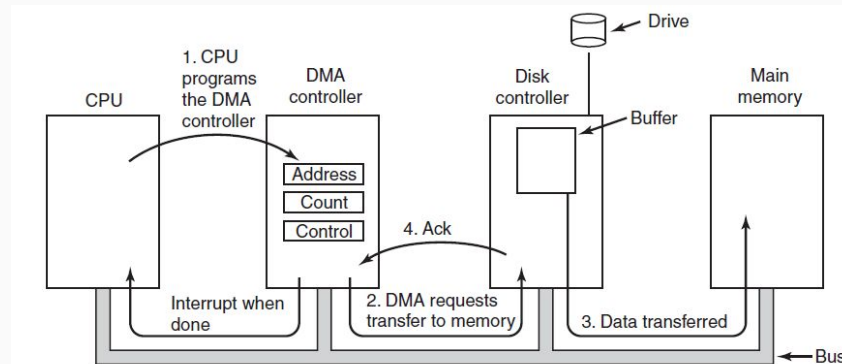 Drive
1. CPU
programs
the DMA
controller
DMA
controller
Disk
controller
Main
memory
CPU
Buffer
Address
Count
Control
4. Ack
Interrupt when
done
2. DMA requests
transfer to memory
3. Data transferred
Bus